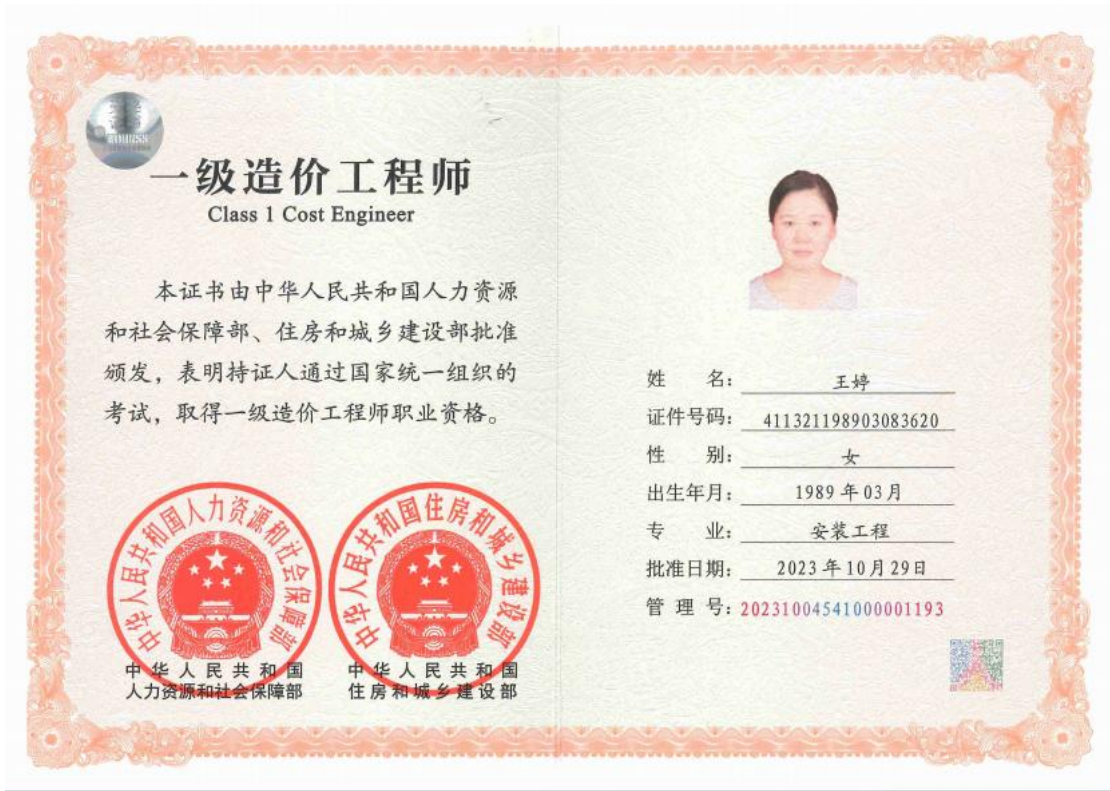 一级造价工程师
Class 1 Cost Engineer
本证书由中华人民共和国人力资源
和社会保障部、住房和城乡建设部批准
颁发，表明持证人通过国家统一组织的
考试，取得一级造价工程师职业资格。
中华人民共和国人力资源和社会保障部
中华人民共和国住房和城乡建设部
中华人民共和国
人力资源和社会保障部
中华人民共和国
住房和城乡建设部
姓 名：王婷
证件号码：411321198903083620
性 别：女
出生年月：1989年03月
专 业：安装工程
批准日期：2023年10月29日
管 理 号：20231004541000001193